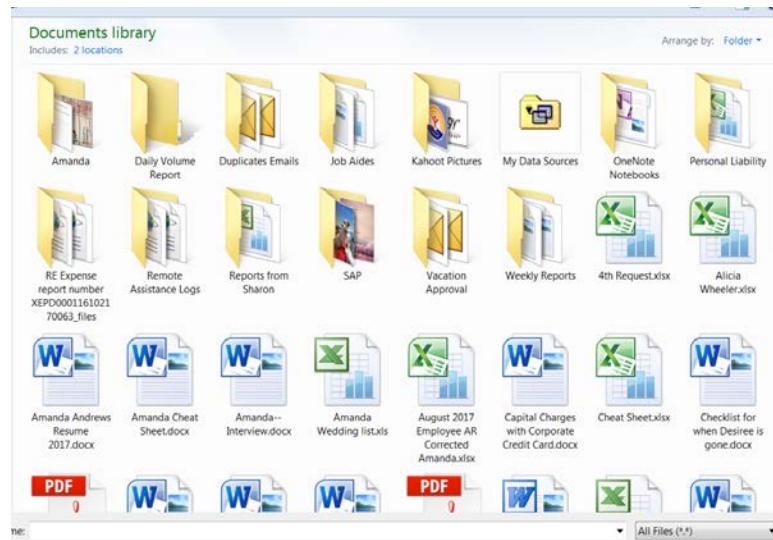 Documents library
Includes: 2 locations
Arrange by: Folder
Amanda
Daily Volume
Report
Duplicates Emails
Job Aides
Kahoot Pictures
My Data Sources
OneNote
Notebooks
Personal Liability
RE Expense
report number
XEPD0001161021
70063_files
Remote
Assistance Logs
Reports from
Sharon
SAP
Vacation
Approval
Weekly Reports
4th Request.xlsx
Alicia
Wheeler.xlsx
Amanda Andrews
Resume
2017.docx
Amanda Cheat
Sheet.docx
Amanda--
Interview.docx
Amanda
Wedding list.xls
August 2017
Employee AR
Corrected
Amanda.xlsx
Capital Charges
with Corporate
Credit Card.docx
Cheat Sheet.xlsx
Checklist for
when Desiree is
gone.docx
PDF
PDF
me:
All Files (*.*)